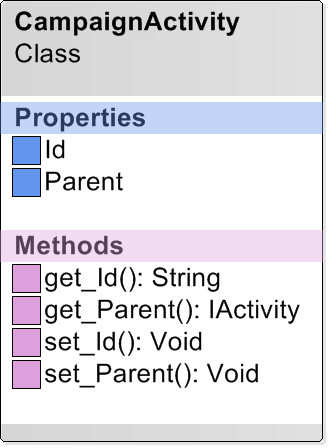 CampaignActivity
Class
Properties
Id
Parent
Methods
get_Id(): String
get_Parent(): IActivity
set_Id(): Void
set_Parent(): Void